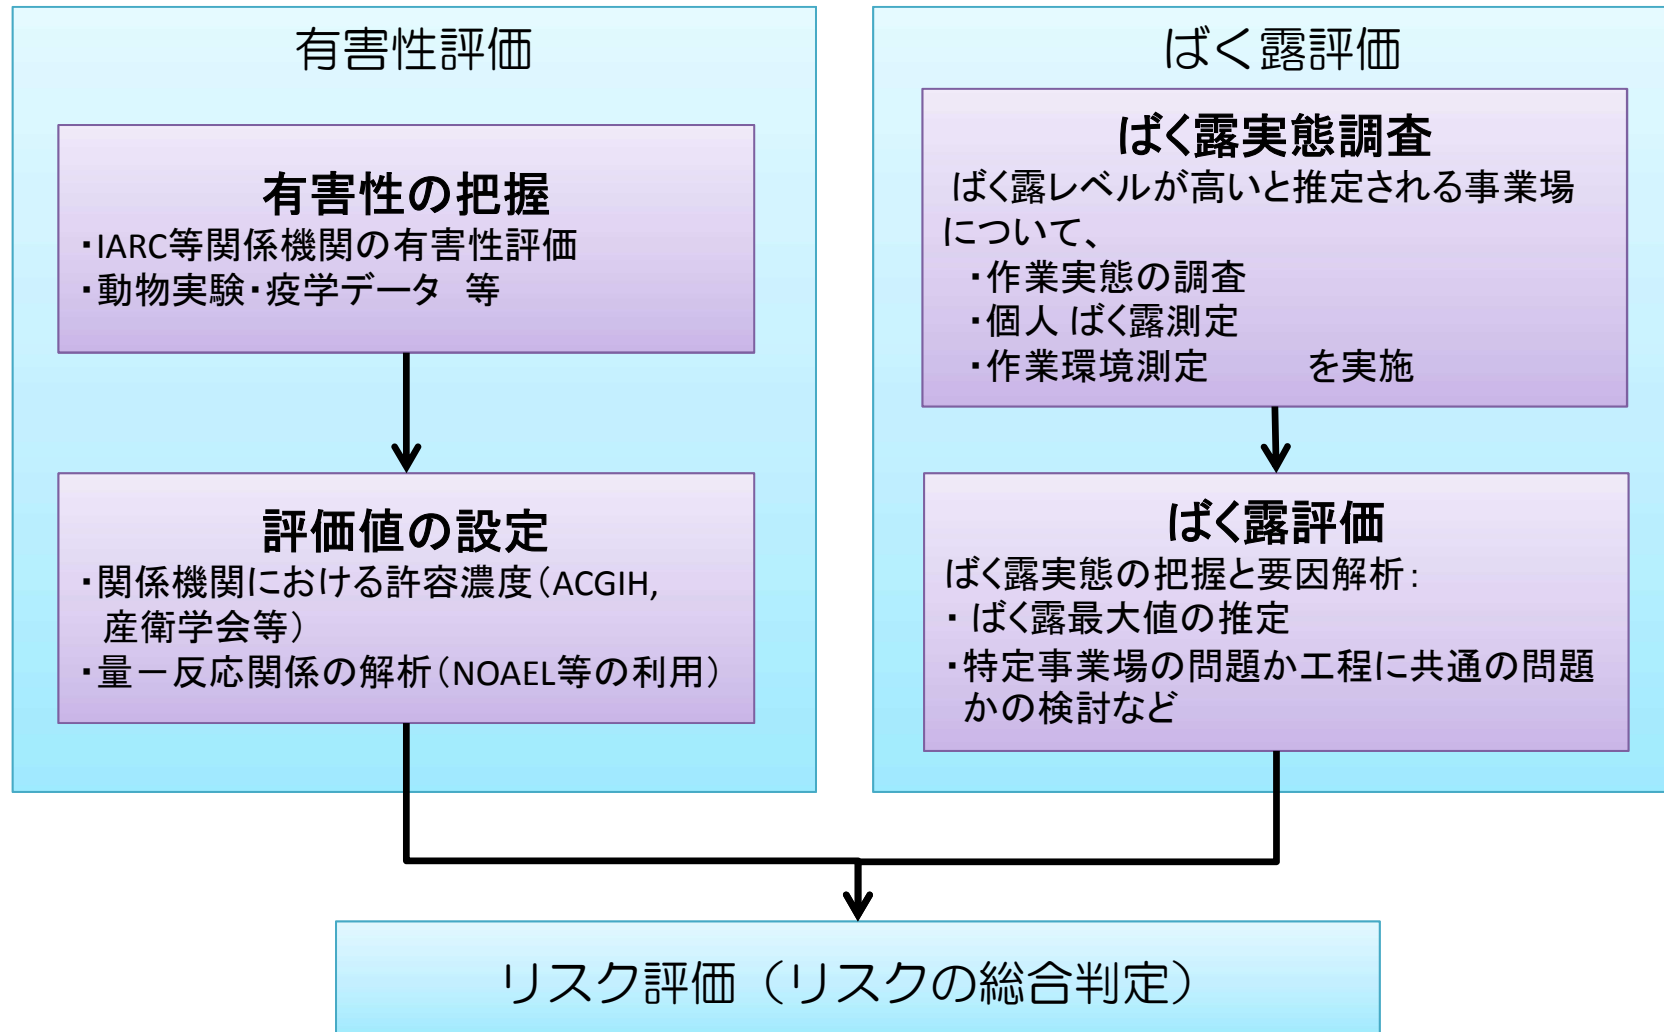 有害性評価
有害性の把握
・IARC等関係機関の有害性評価
・動物実験・疫学データ　等
評価値の設定
・関係機関における許容濃度（ACGIH,
産衛学会等）
・量－反応関係の解析（NOAEL等の利用）
ばく露評価
ばく露実態調査
ばく露レベルが高いと推定される事業場
について、
・作業実態の調査
・個人ばく露測定
・作業環境測定　　　を実施
ばく露評価
ばく露実態の把握と要因解析：
・ばく露最大値の推定
・特定事業場の問題か工程に共通の問題
かの検討など
リスク評価（リスクの総合判定）